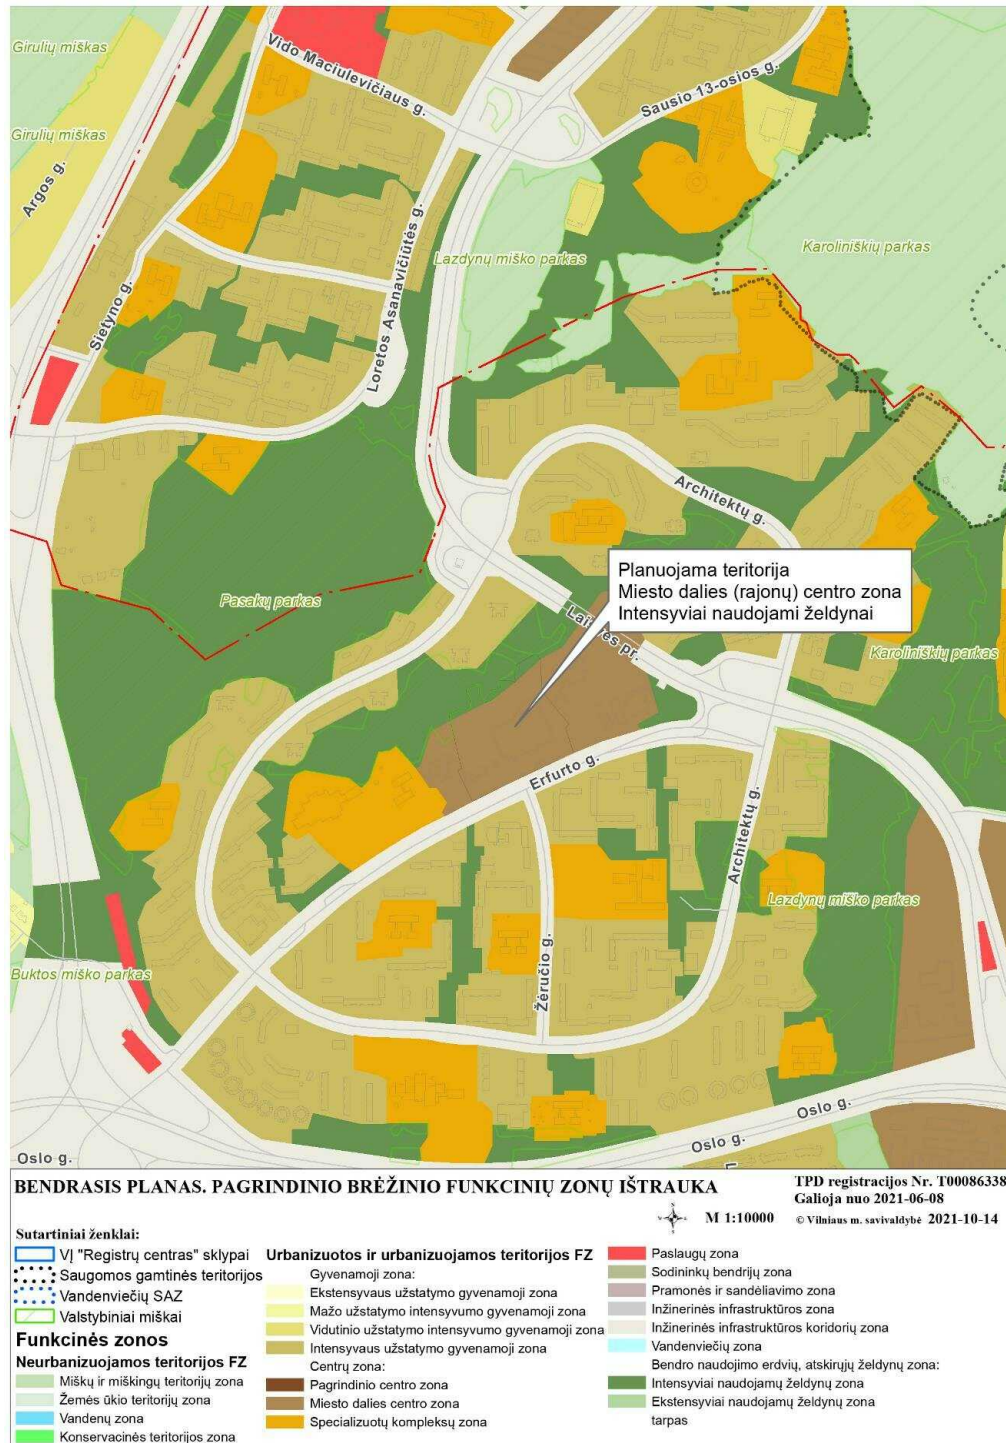 Girulių miškas
Vido Maciulevičiaus g.
Sausio 13-osios g.
Girulių miškas
Argos g.
Lazdynų miško parkas
Karoliniškių parkas
Loretos Asanavičiūtės g.
Sietyno g.
Architektų g.
Planuojama teritorija
Miesto dalies (rajonų) centro zona
Intensyviai naudojami želdynai
Pasakų parkas
pr.
Karoliniškių parkas
Erfurto g.
Architektų g.
Lazdynų miško parkas
Žėručio g.
Buktos miško parkas
Oslo g.
Oslo g.
Oslo g.
BENDRASIS PLANAS. PAGRINDINIO BRĖŽINIO FUNKCINIŲ ZONŲ IŠTRAUKA
TPD registracijos Nr. T00086338
Galioja nuo 2021-06-08
M 1:10000
© Vilniaus m. savivaldybė 2021-10-14
Sutartiniai ženklai:
VĮ "Registrų centras" sklypai
Saugomos gamtinės teritorijos
Vandenviečių SAZ
Valstybiniai miškai
Funkcinės zonos
Neurbanizuojamos teritorijos FZ
Miškų ir miškingų teritorijų zona
Žemės ūkio teritorijų zona
Vandenų zona
Konservacinės teritorijos zona
Urbanizuotos ir urbanizuojamos teritorijos FZ
Gyvenamoji zona:
Ekstensyvaus užstatymo gyvenamoji zona
Mažo užstatymo intensyvumo gyvenamoji zona
Vidutinio užstatymo intensyvumo gyvenamoji zona
Intensyvaus užstatymo gyvenamoji zona
Centrų zona:
Pagrindinio centro zona
Miesto dalies centro zona
Specializuotų kompleksų zona
Paslaugų zona
Sodininkų bendrijų zona
Pramonės ir sandėliavimo zona
Inžinerinės infrastruktūros zona
Inžinerinės infrastruktūros koridorių zona
Vandenviečių zona
Bendro naudojimo erdvių, atskirųjų želdynų zona:
Intensyviai naudojamų želdynų zona
Ekstensyviai naudojamų želdynų zona
tarpas